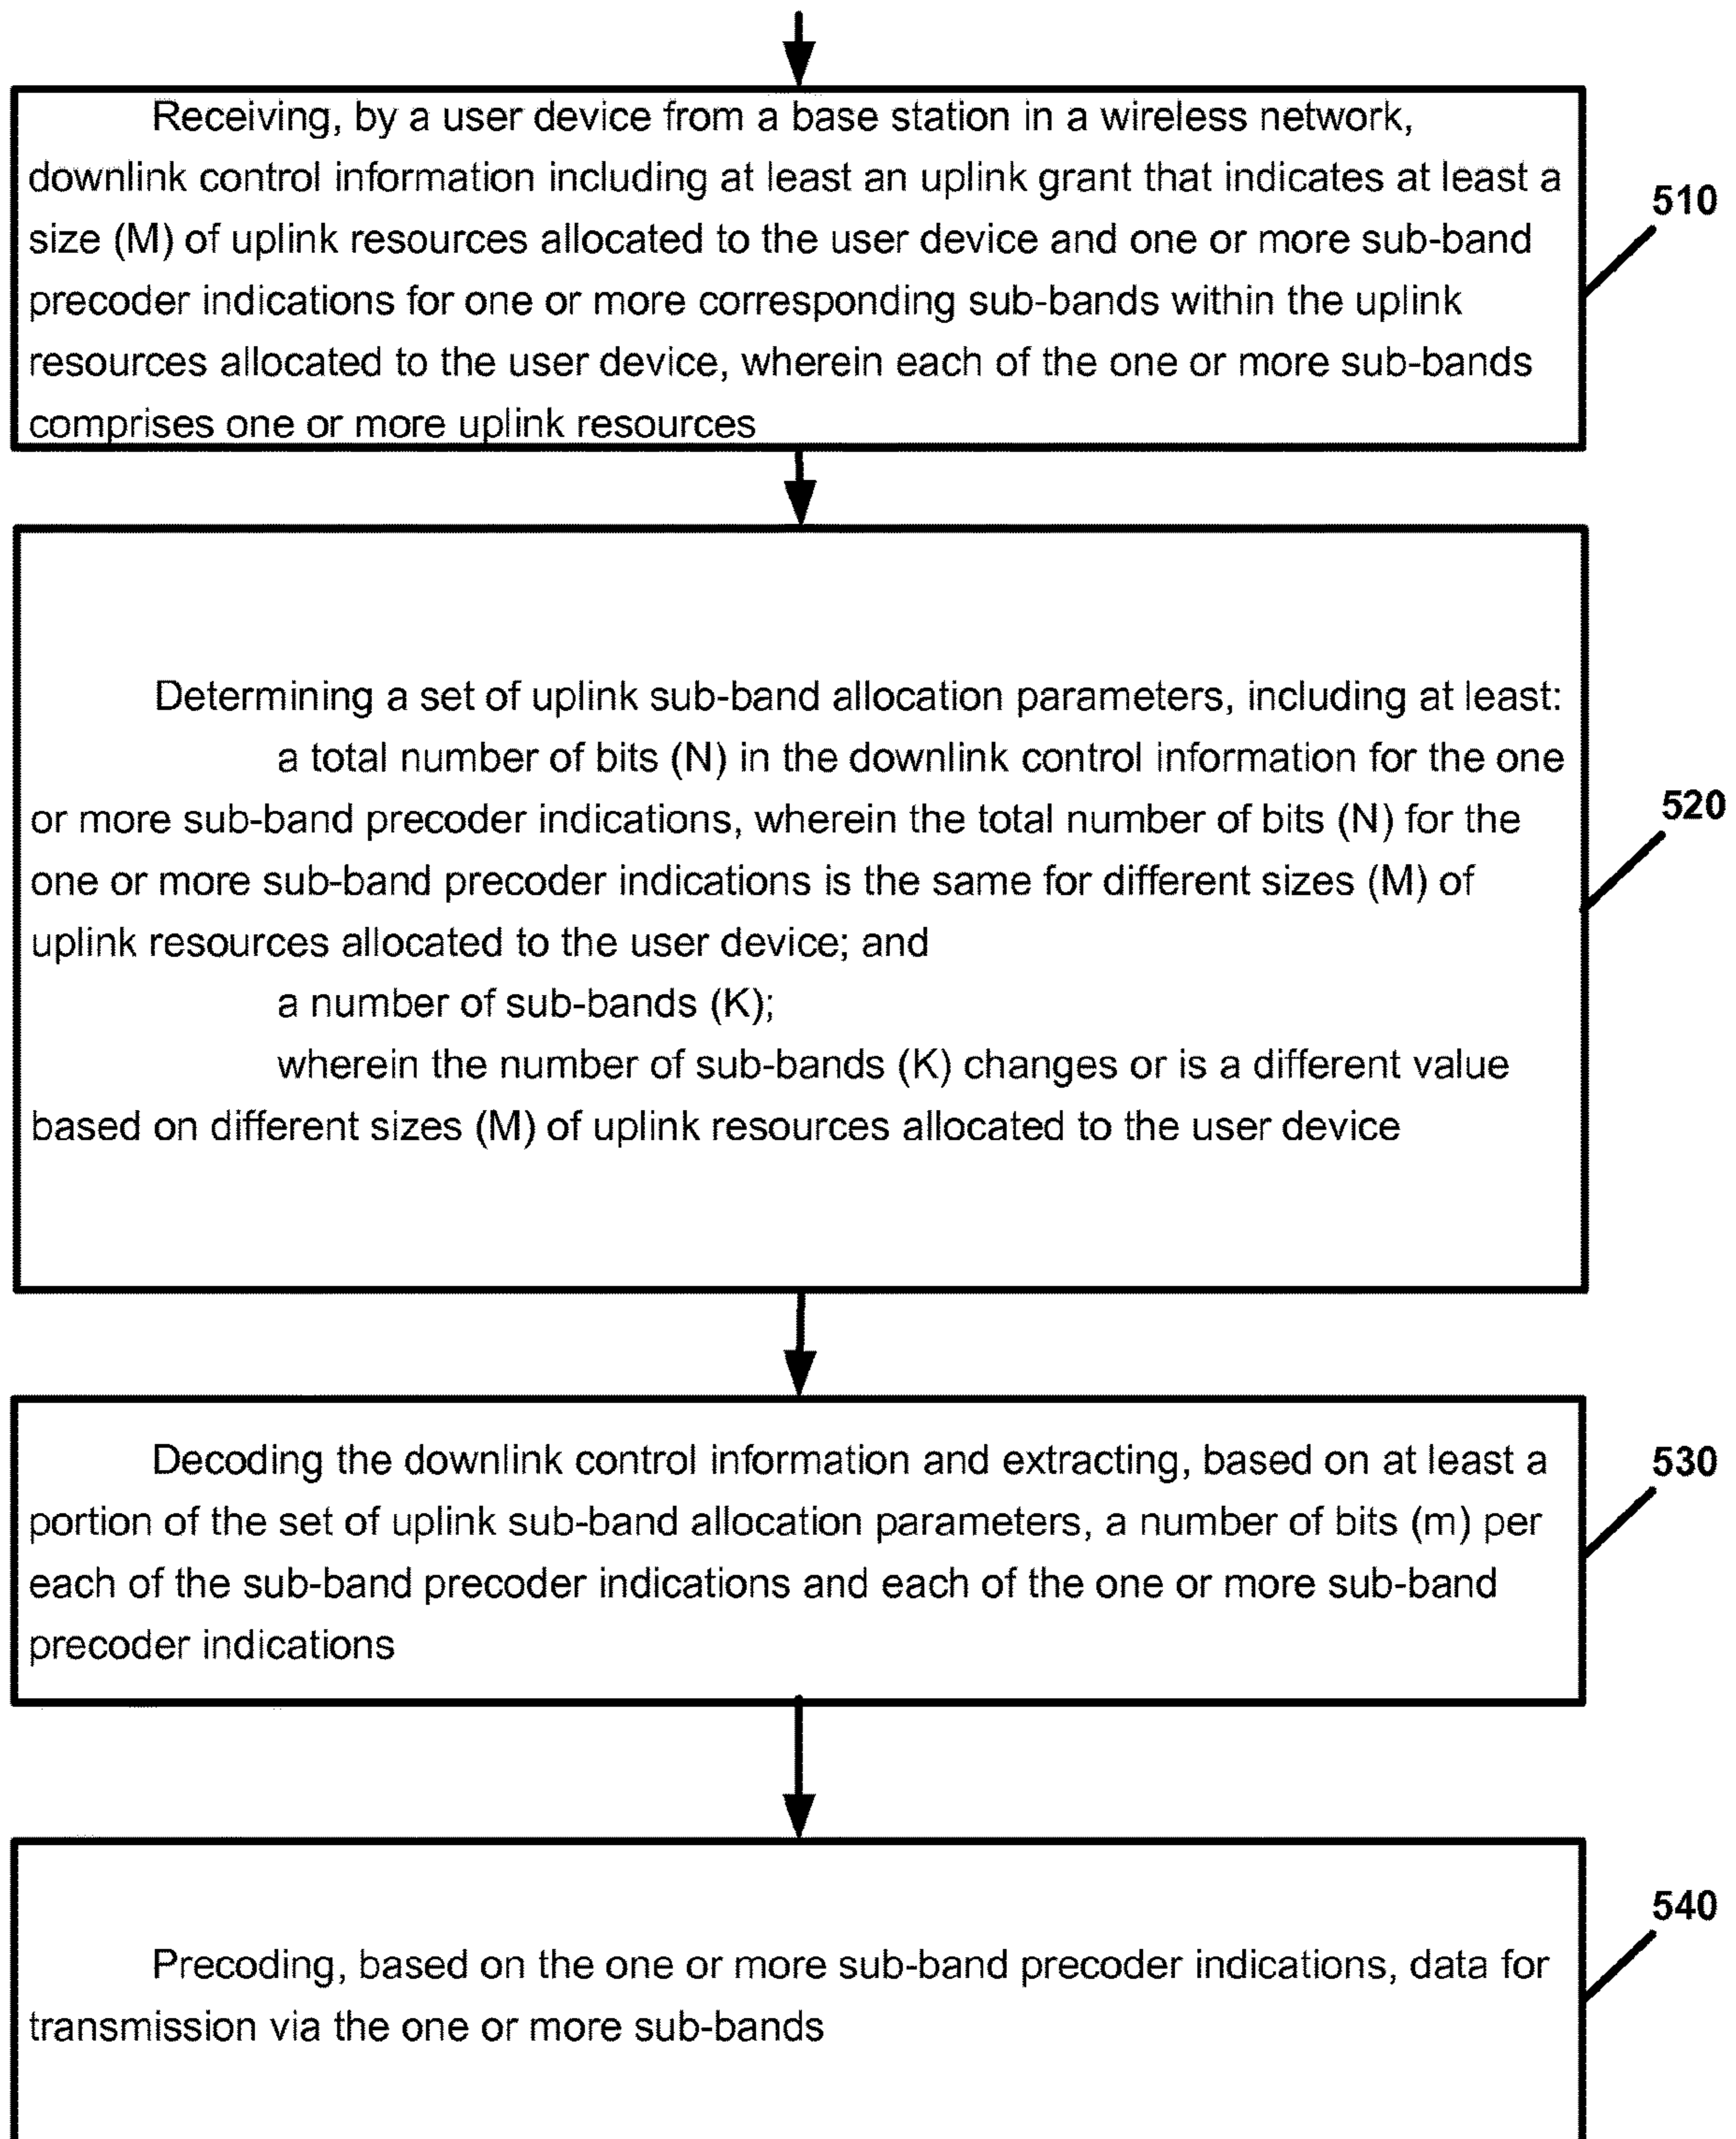 Receiving, by a user device from a base station in a wireless network,
downlink control information including at least an uplink grant that indicates at least a
size (M) of uplink resources allocated to the user device and one or more sub-band
precoder indications for one or more corresponding sub-bands within the uplink
resources allocated to the user device, wherein each of the one or more sub-bands
comprises one or more uplink resources
510
Determining a set of uplink sub-band allocation parameters, including at least:
a total number of bits (N) in the downlink control information for the one
or more sub-band precoder indications, wherein the total number of bits (N) for the
one or more sub-band precoder indications is the same for different sizes (M) of
uplink resources allocated to the user device; and
a number of sub-bands (K);
wherein the number of sub-bands (K) changes or is a different value
based on different sizes (M) of uplink resources allocated to the user device
520
Decoding the downlink control information and extracting, based on at least a
portion of the set of uplink sub-band allocation parameters, a number of bits (m) per
each of the sub-band precoder indications and each of the one or more sub-band
precoder indications
530
Precoding, based on the one or more sub-band precoder indications, data for
transmission via the one or more sub-bands
540